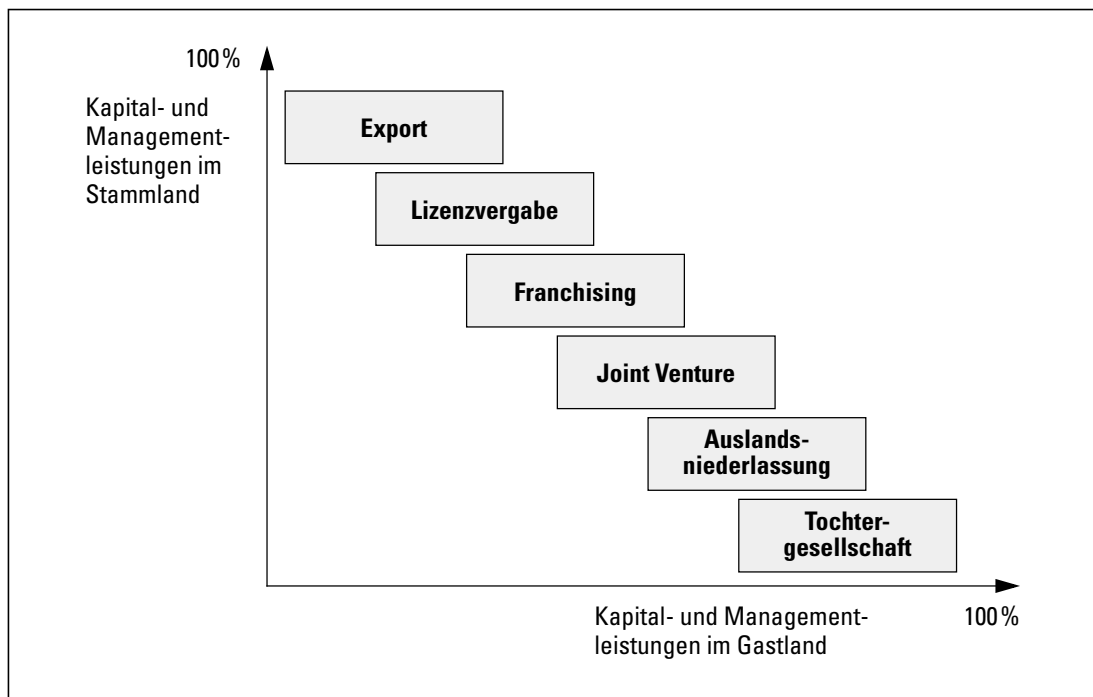 100 %
Kapital- und
Management-
leistungen im
Stammland
Export
Lizenzvergabe
Franchising
Joint Venture
Auslands-
niederlassung
Tochter-
gesellschaft
Kapital- und Management-
leistungen im Gastland
100 %